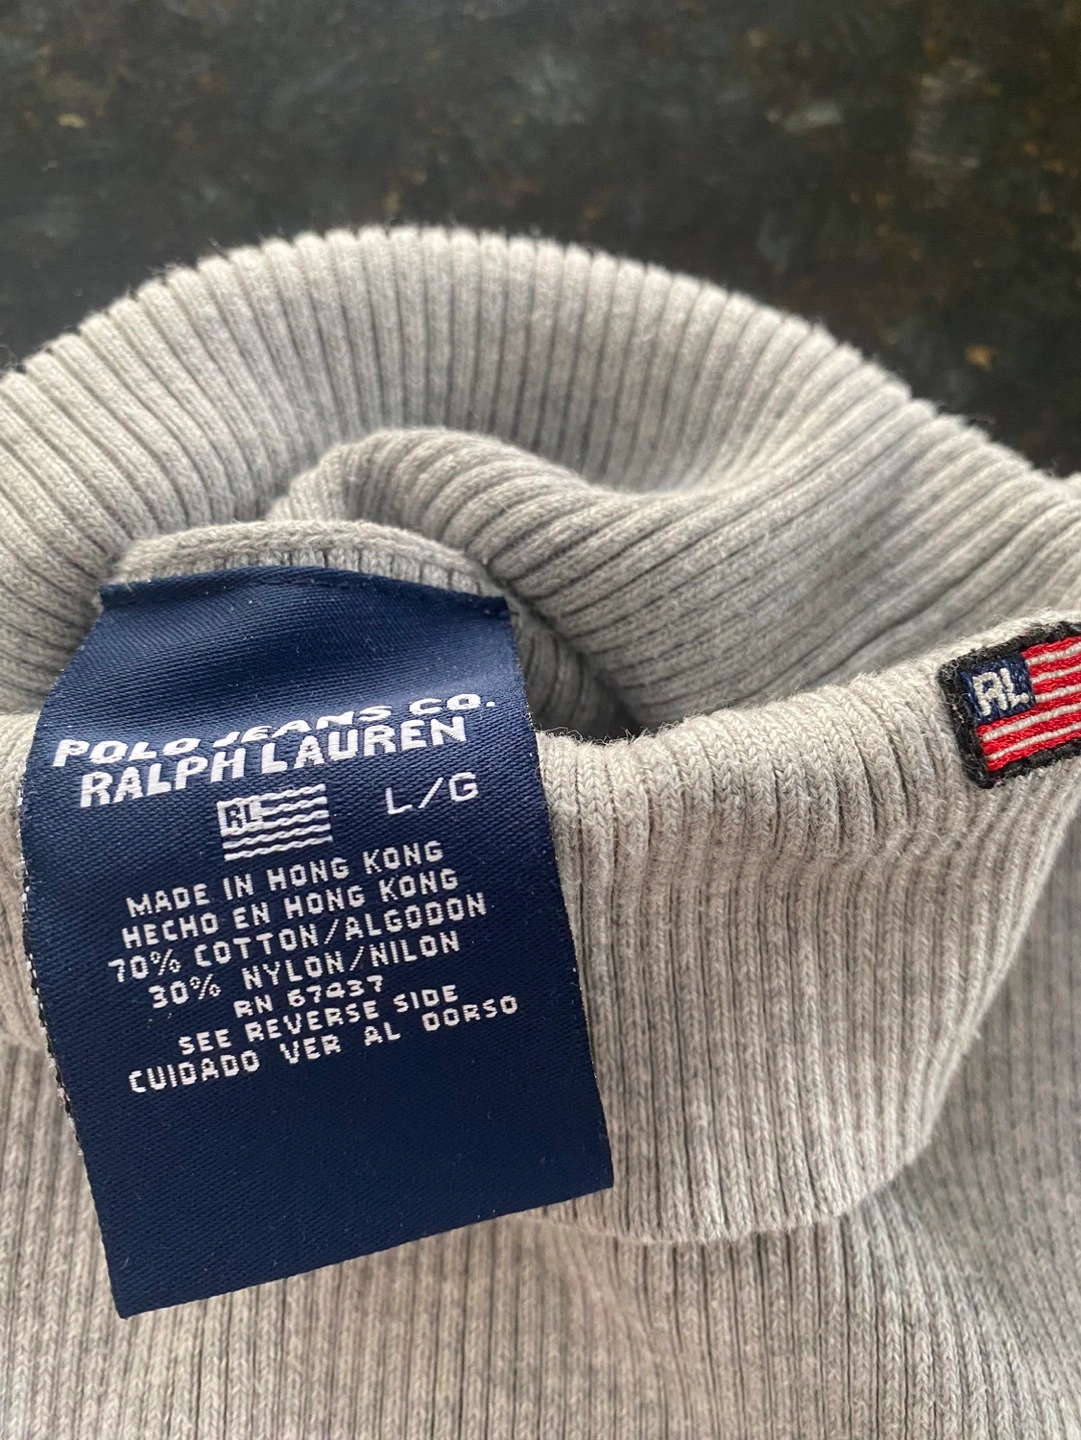 POLO JEANS CO.
RALPH LAUREN
RL
L/G
MADE IN HONG KONG
HECHO EN HONG KONG
70% COTTON/ALGODON
30% NYLON/NILON
RN 67437
SEE REVERSE SIDE
CUIDADO VER AL DORSO
RL